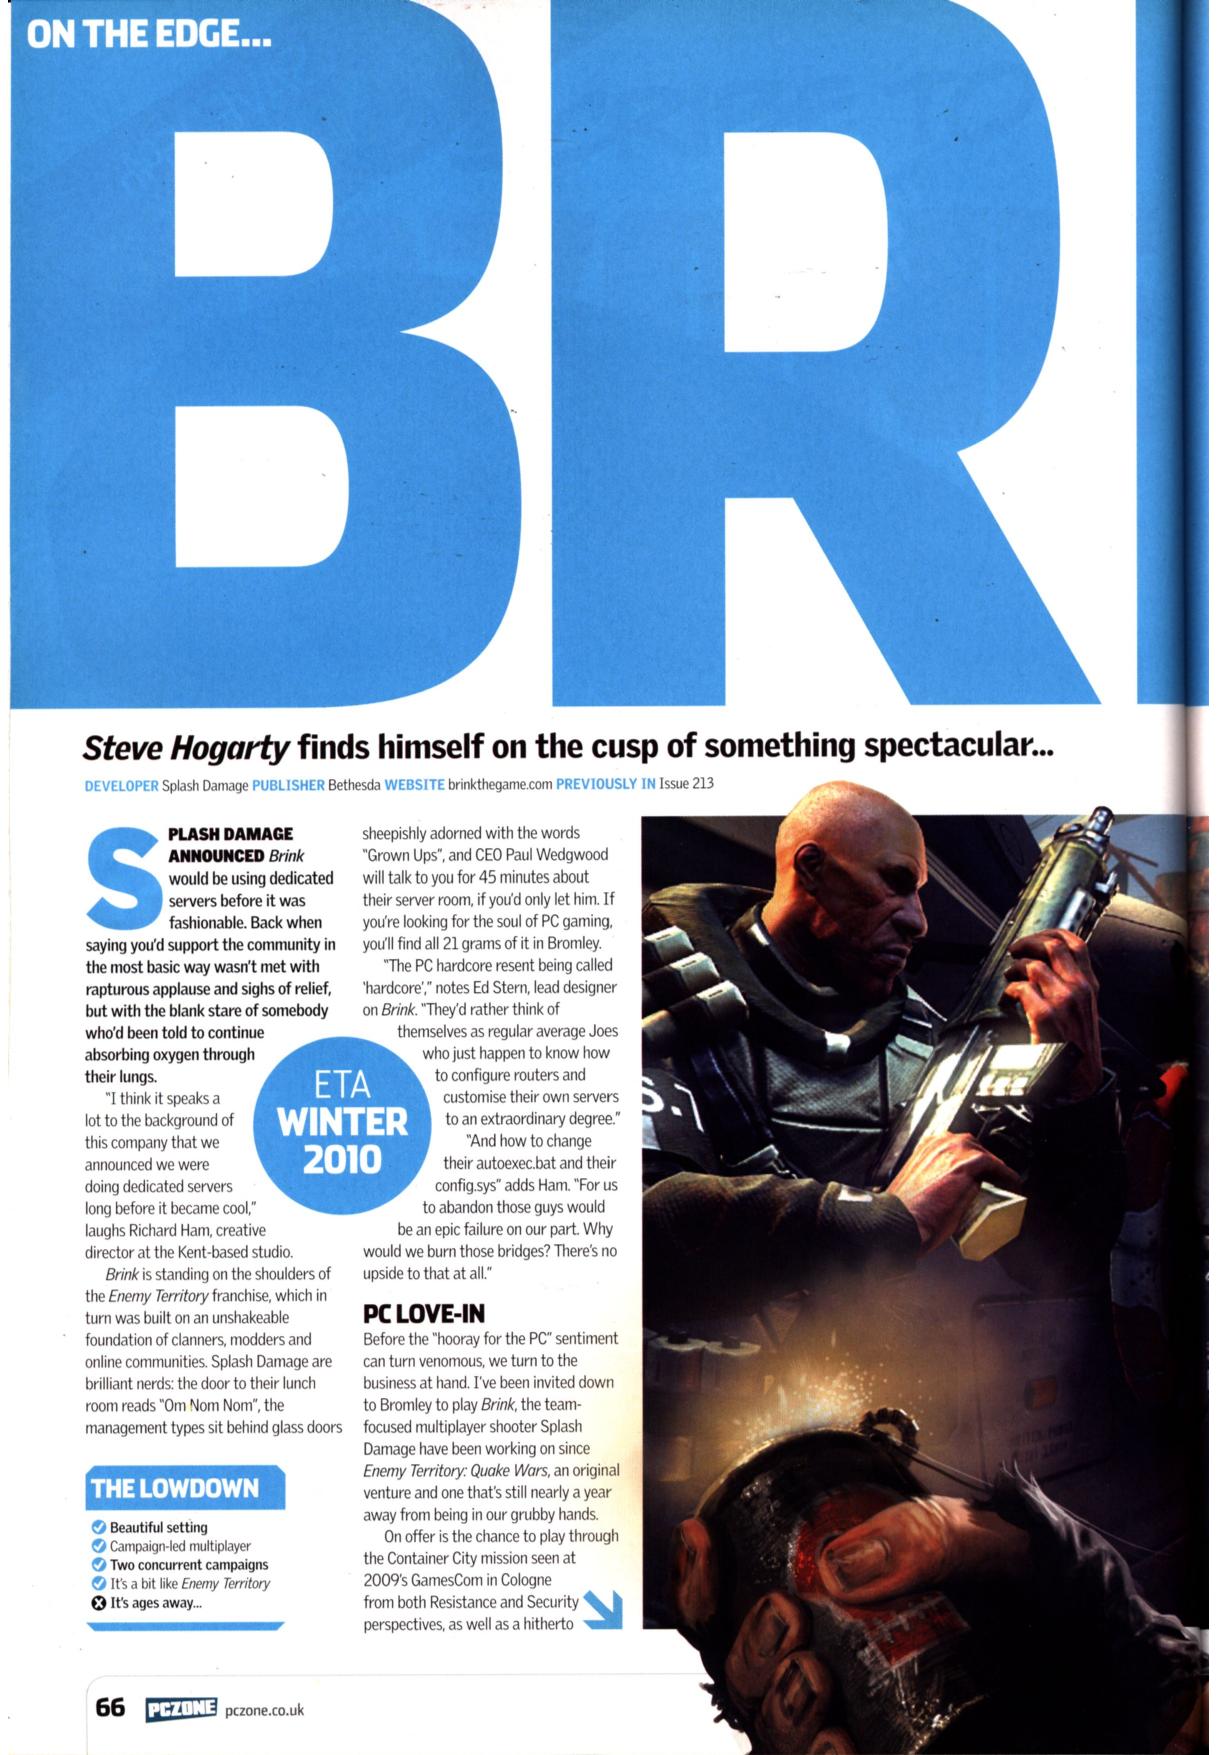 ON THE EDGE...
BRI
Steve Hogarty finds himself on the cusp of something spectacular...
DEVELOPER Splash Damage PUBLISHER Bethesda WEBSITE brinkthegame.com PREVIOUSLY IN Issue 213
SPLASH DAMAGE
ANNOUNCED Brink
would be using dedicated
servers before it was
fashionable. Back when
saying you'd support the community in
the most basic way wasn't met with
rapturous applause and sighs of relief,
but with the blank stare of somebody
who'd been told to continue
absorbing oxygen through
their lungs.
"I think it speaks a
lot to the background of
this company that we
announced we were
doing dedicated servers
long before it became cool,"
laughs Richard Ham, creative
director at the Kent-based studio.
Brink is standing on the shoulders of
the Enemy Territory franchise, which in
turn was built on an unshakeable
foundation of clanners, modders and
online communities. Splash Damage are
brilliant nerds: the door to their lunch
room reads "Om Nom Nom", the
management types sit behind glass doors
sheepishly adorned with the words
"Grown Ups", and CEO Paul Wedgwood
will talk to you for 45 minutes about
their server room, if you'd only let him. If
you're looking for the soul of PC gaming,
you'll find all 21 grams of it in Bromley.
"The PC hardcore resent being called
'hardcore'," notes Ed Stern, lead designer
on Brink. "They'd rather think of
themselves as regular average Joes
who just happen to know how
to configure routers and
customise their own servers
to an extraordinary degree."
"And how to change
their autoexec.bat and their
config.sys" adds Ham. "For us
to abandon those guys would
be an epic failure on our part. Why
would we burn those bridges? There's no
upside to that at all."
PC LOVE-IN
Before the "hooray for the PC" sentiment
can turn venomous, we turn to the
business at hand. I've been invited down
to Bromley to play Brink, the team-
focused multiplayer shooter Splash
Damage have been working on since
Enemy Territory: Quake Wars, an original
venture and one that's still nearly a year
away from being in our grubby hands.
On offer is the chance to play through
the Container City mission seen at
2009's GamesCom in Cologne
from both Resistance and Security
perspectives, as well as a hitherto
ETA
WINTER
2010
THE LOWDOWN
Beautiful setting
Campaign-led multiplayer
Two concurrent campaigns
It's a bit like Enemy Territory
It's ages away...
S.
66 PCZONE pczone.co.uk